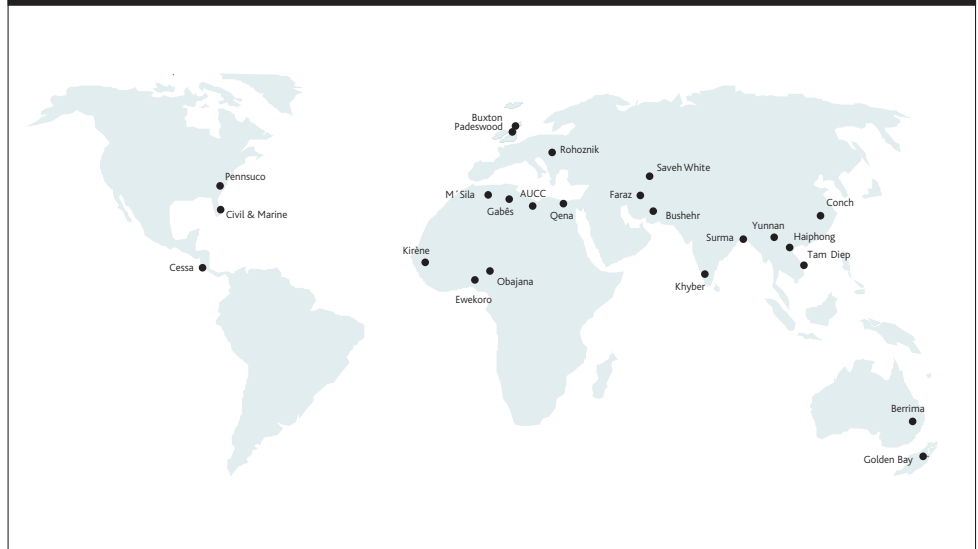 Buxton
Padeswood
Rohoznik
Saveh White
Pennsuco
M´Sila
AUCC
Faraz
Gabês
Qena
Bushehr
Conch
Civil & Marine
Yunnan
Surma
Haiphong
Kirène
Tam Diep
Cessa
Obajana
Khyber
Ewekoro
Berrima
Golden Bay